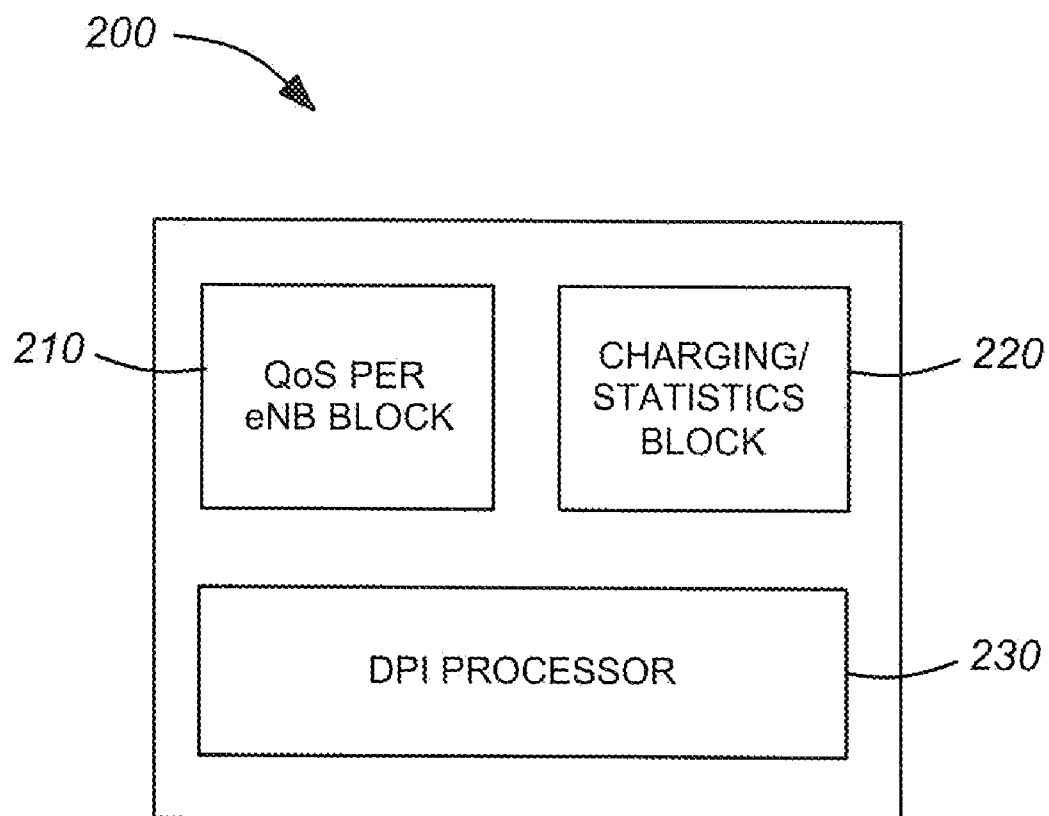 200
210
QoS PER
eNB BLOCK
CHARGING/
STATISTICS
BLOCK
220
DPI PROCESSOR
230